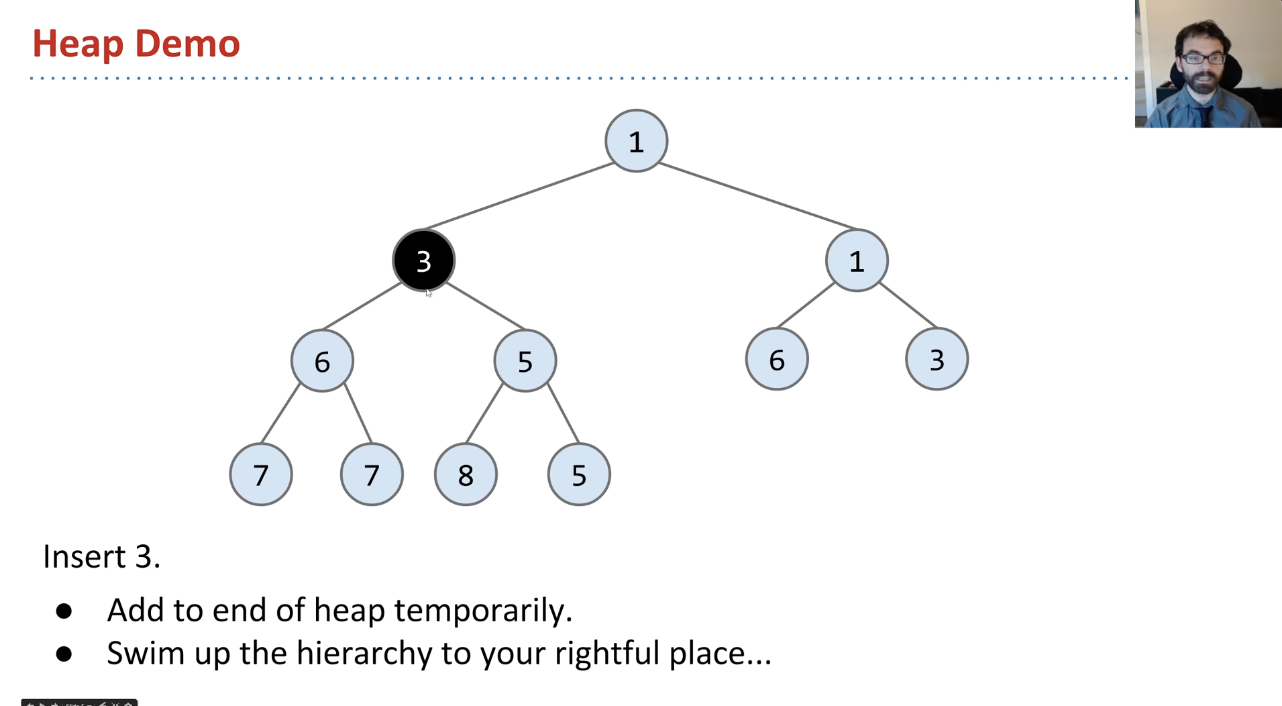 Heap Demo
1
3
1
6
5
6
3
7
7
8
5
Insert 3.
● Add to end of heap temporarily.
● Swim up the hierarchy to your rightful place...